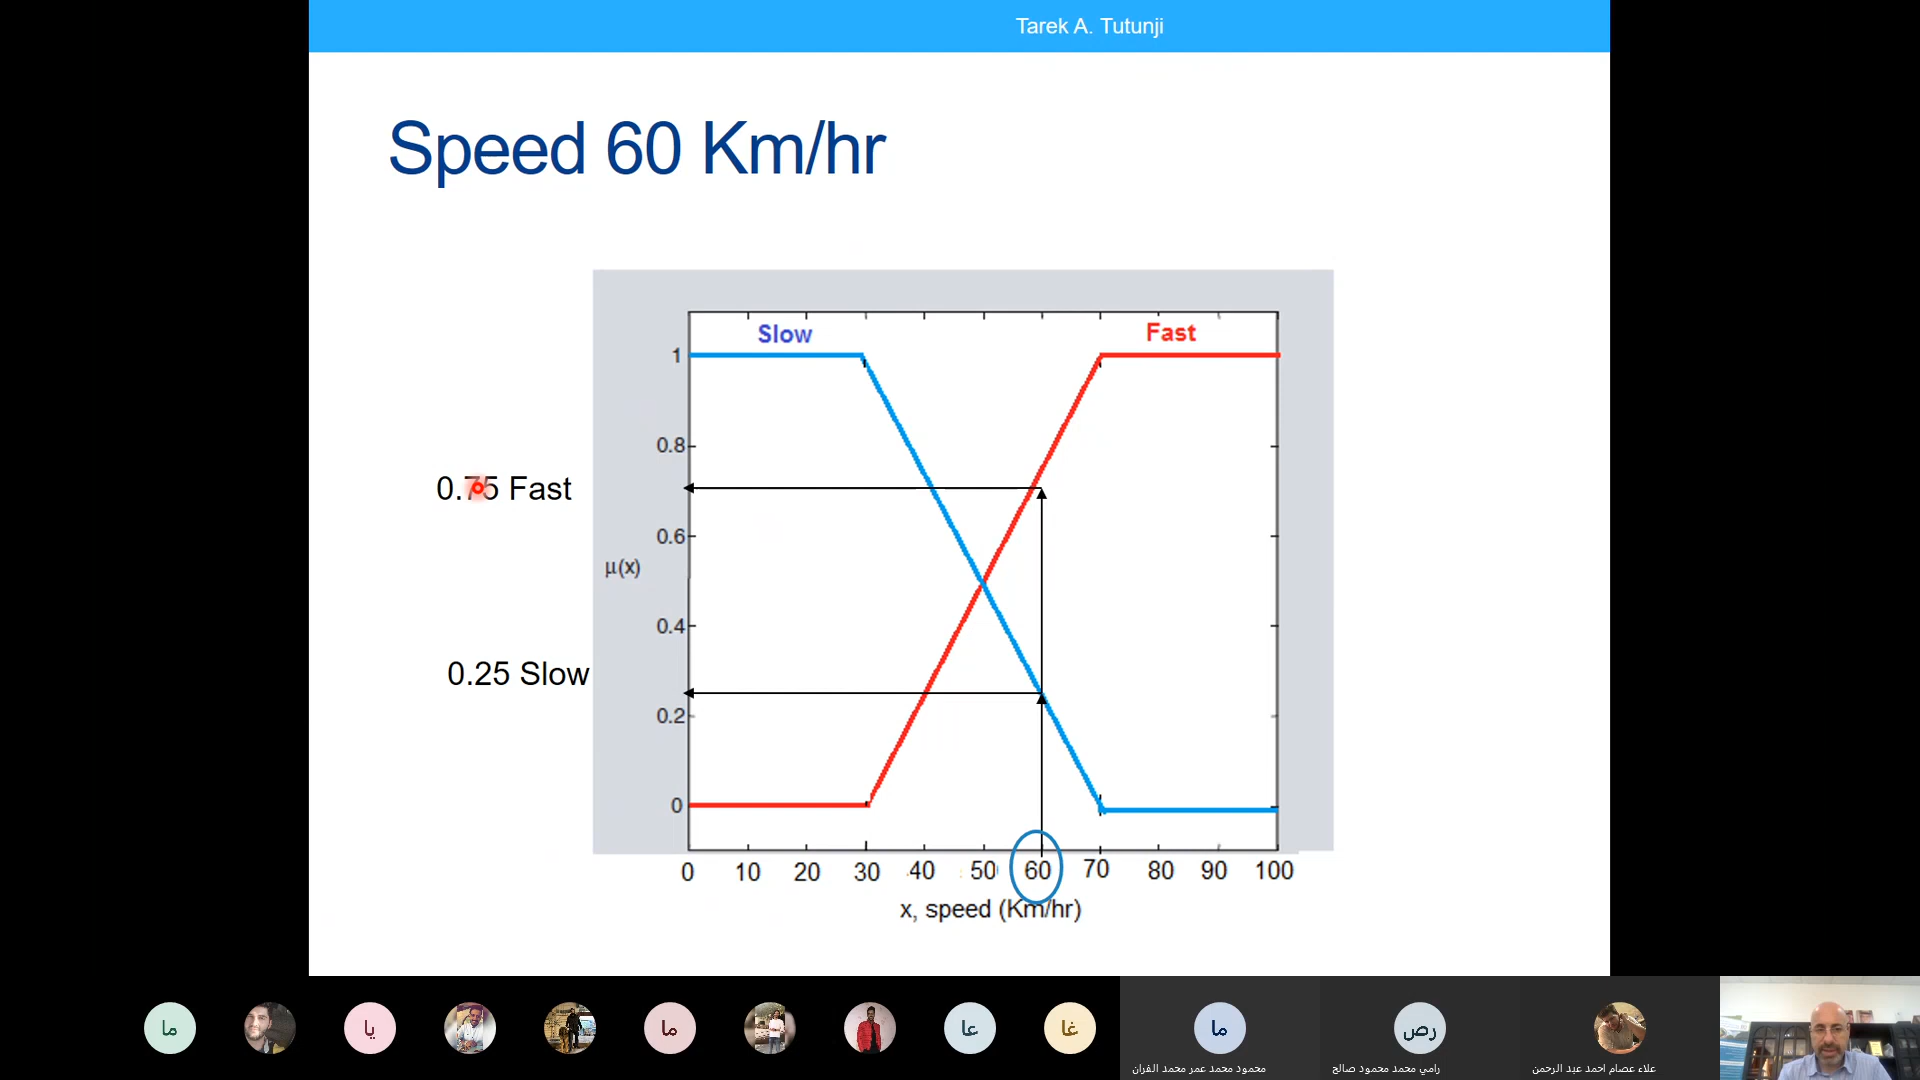 Tarek A. Tutunji
Speed 60 Km/hr
Slow
Fast
1
0.8
0.75 Fast
0.6
μ(x)
0.4
0.25 Slow
0.2
0
0 10 20 30 40 50 60 70 80 90 100
x, speed (Km/hr)
ما
يا
ما
عا
غا
ما
رص
محمود محمد عمر محمد الفران
رامي محمد محمود صالح
علاء عصام احمد عبد الرحمن